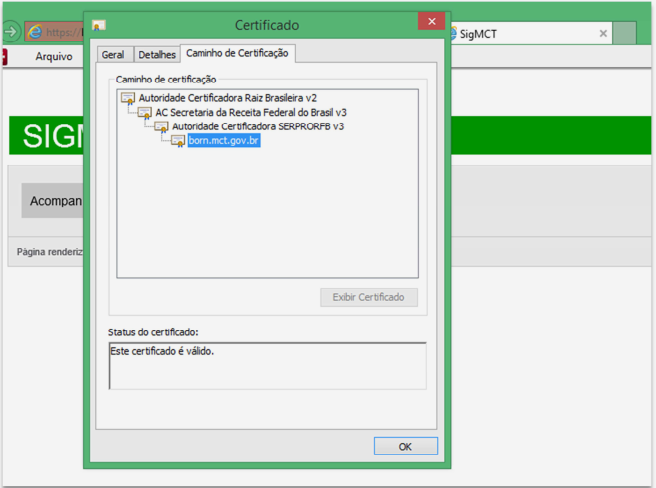 Certificado
https://
SigMCT
Arquivo
Geral
Detalhes
Caminho de Certificação
Caminho de certificação
Autoridade Certificadora Raiz Brasileira v2
AC Secretaria da Receita Federal do Brasil v3
Autoridade Certificadora SERPRORFB v3
born.mct.gov.br
SIG
Acompan
Página renderiz
Exibir Certificado
Status do certificado:
Este certificado é válido.
OK